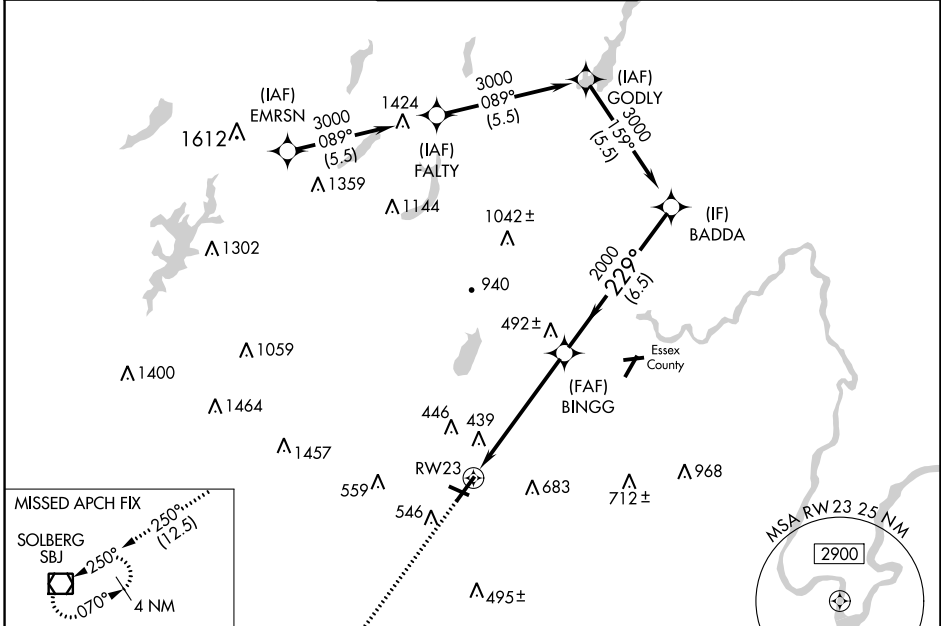 (IAF)
EMRSN
1612
3000
089°
(5.5)
1424
(IAF)
FALTY
3000
089°
(5.5)
(IAF)
GODLY
3000
159°
(5.5)
(IF)
BADDA
1359
1144
1042±
1302
940
2000
229°
(6.5)
492±
1059
1400
Essex
County
(FAF)
BINGG
1464
446
439
1457
RW23
559
546
683
712±
968
495±
MISSED APCH FIX
SOLBERG
SBJ
250°
(12.5)
250°
070°
4 NM
MSA RW23 25 NM
2900